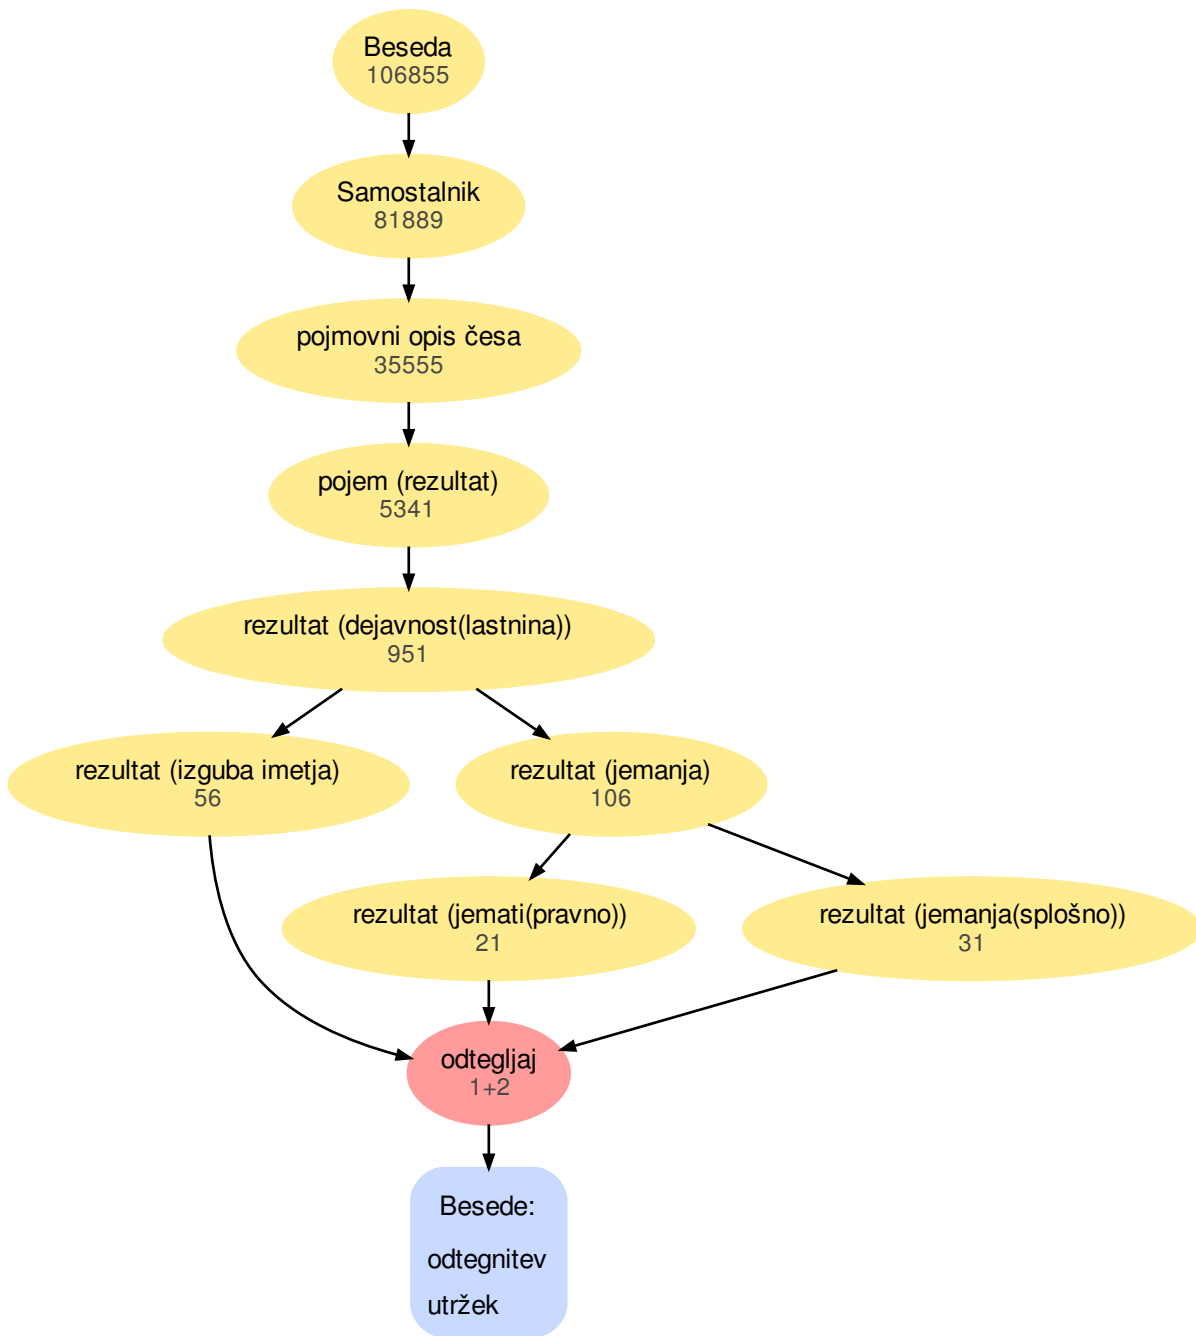 Beseda
106855
Samostalnik
81889
pojmovni opis česa
35555
pojem (rezultat)
5341
rezultat (dejavnost(lastnina))
951
rezultat (izguba imetja)
56
rezultat (jemanja)
106
rezultat (jemati(pravno))
21
rezultat (jemanja(splošno))
31
odtegljaj
1+2
Besede:
odtegnitev
utržek